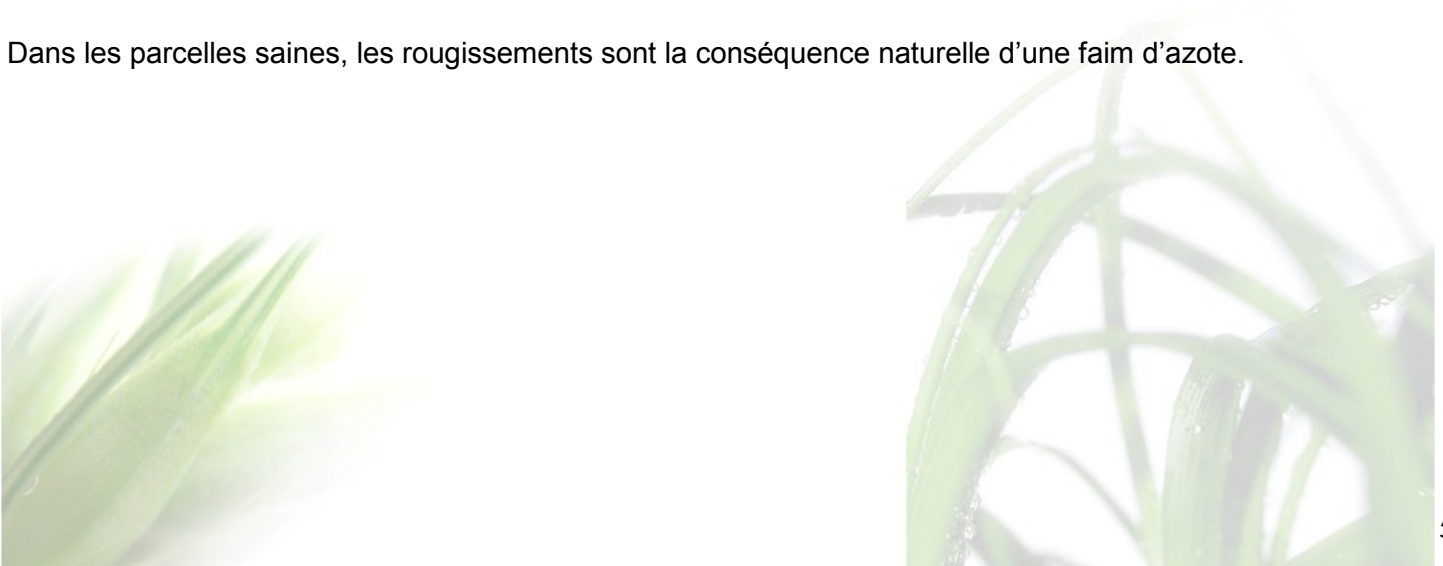 Dans les parcelles saines, les rougissements sont la conséquence naturelle d’une faim d’azote.